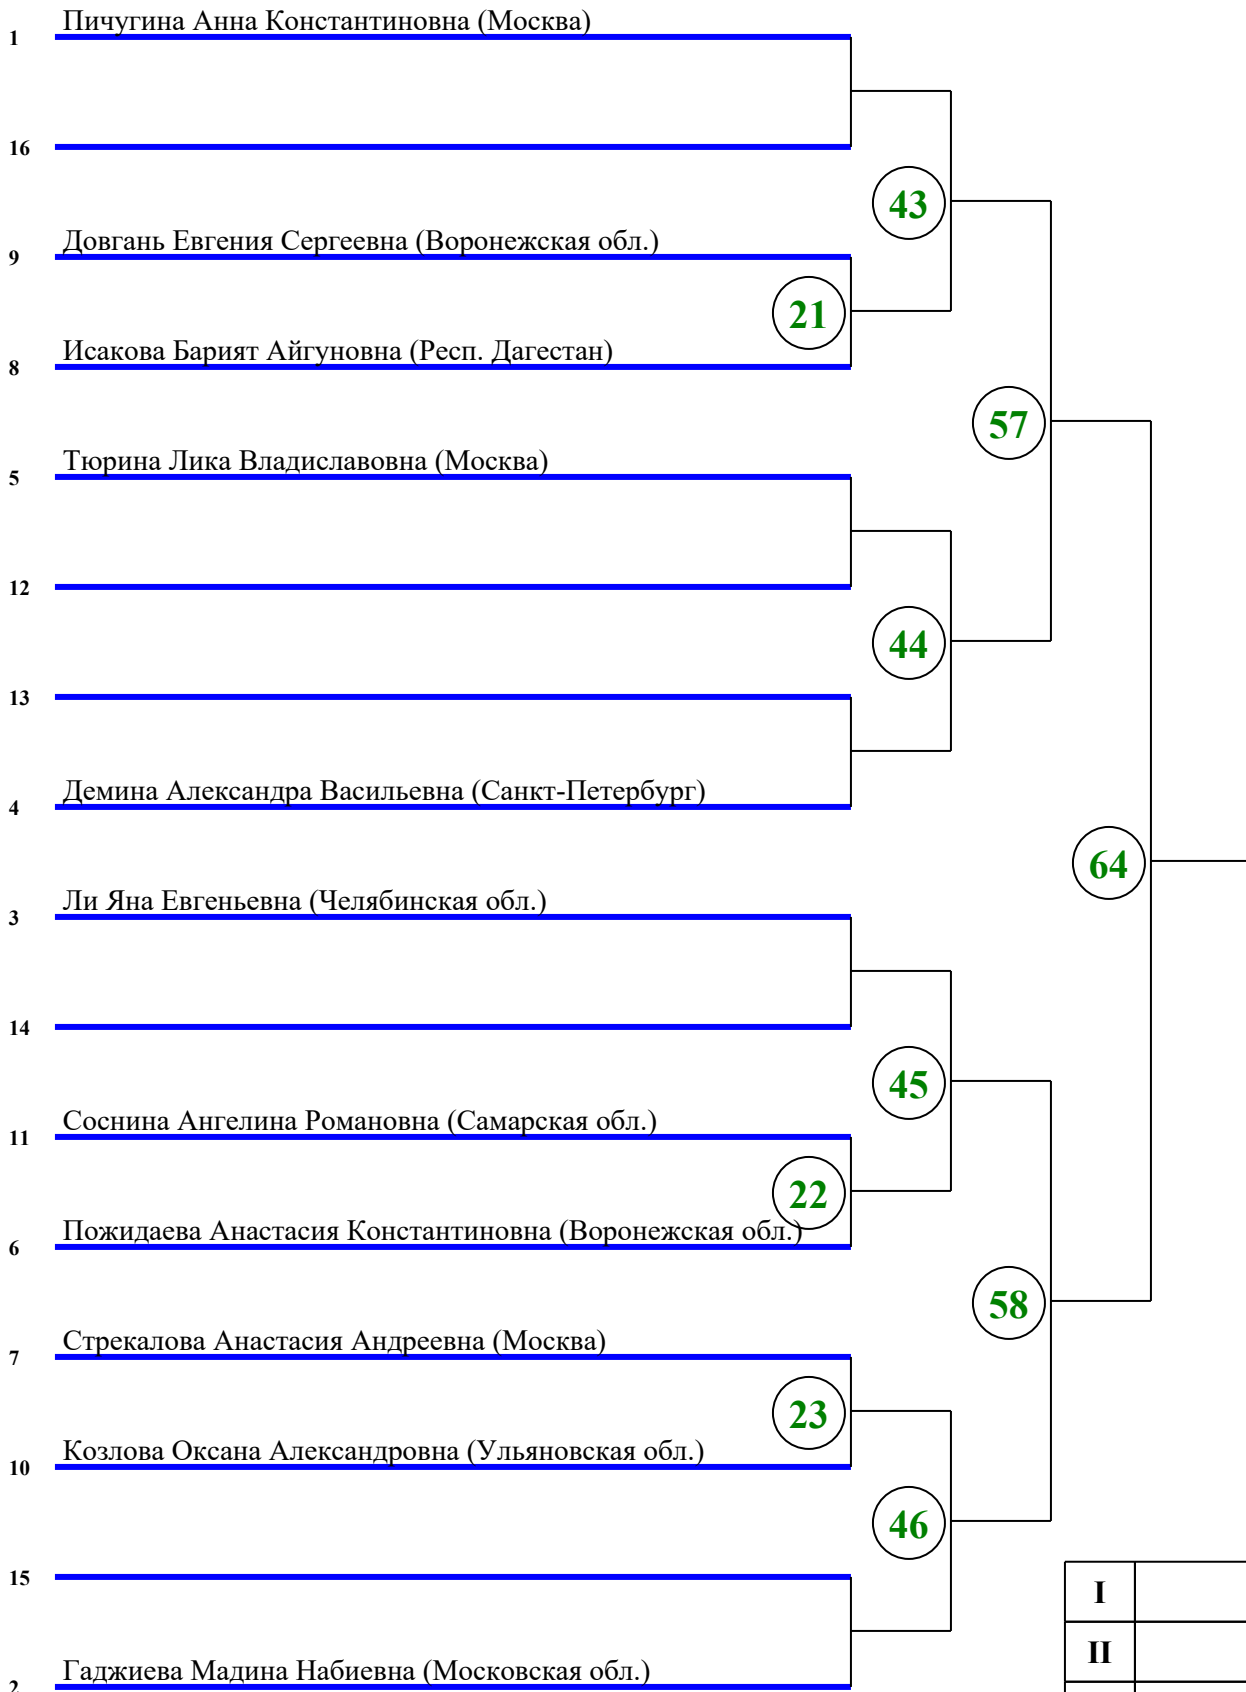 Пичугина Анна Константиновна (Москва)
1
16
43
Довгань Евгения Сергеевна (Воронежская обл.)
9
21
Исакова Барият Айгуновна (Респ. Дагестан)
8
57
Тюрина Лика Владиславовна (Москва)
5
12
44
13
Демина Александра Васильевна (Санкт-Петербург)
4
64
Ли Яна Евгеньевна (Челябинская обл.)
3
14
45
Соснина Ангелина Романовна (Самарская обл.)
11
22
Пожидаева Анастасия Константиновна (Воронежская обл.)
6
58
Стрекалова Анастасия Андреевна (Москва)
7
23
Козлова Оксана Александровна (Ульяновская обл.)
10
46
15
I
II
Гаджиева Мадина Набиевна (Московская обл.)
2